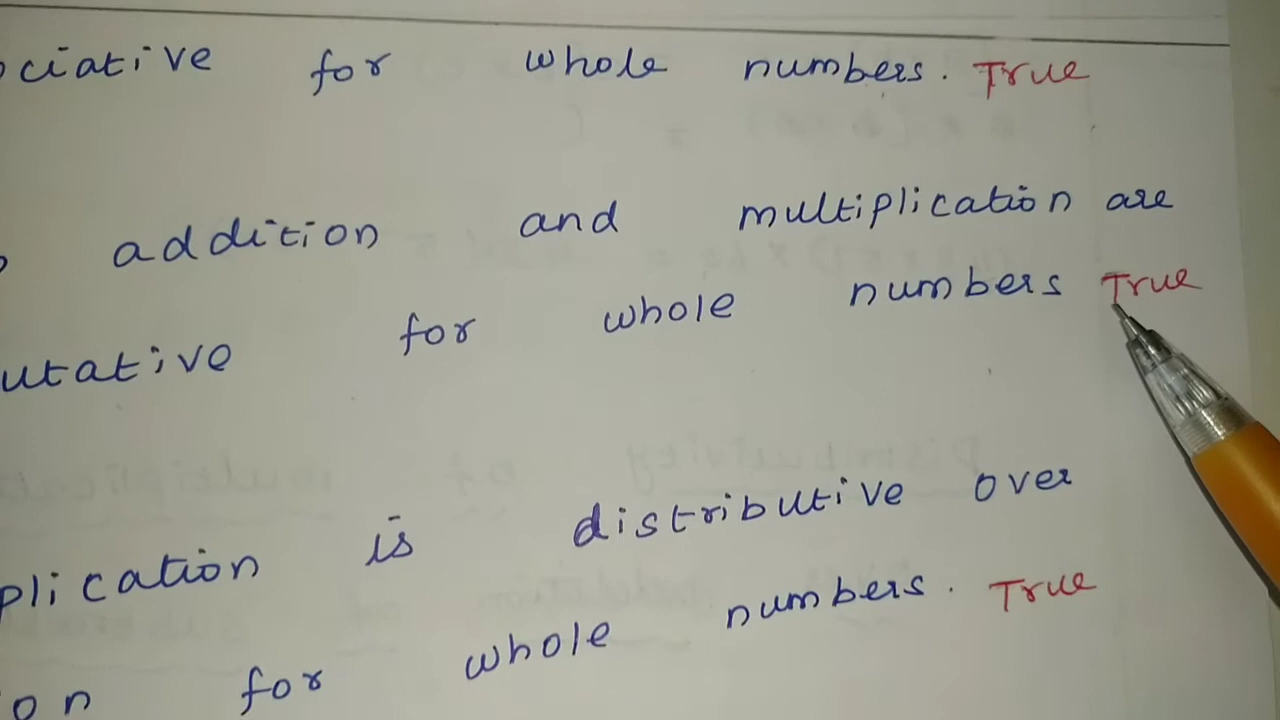 ociative for whole numbers. True
addition and multiplication are
utative for whole numbers True
plication is distributive over
on for whole numbers. True